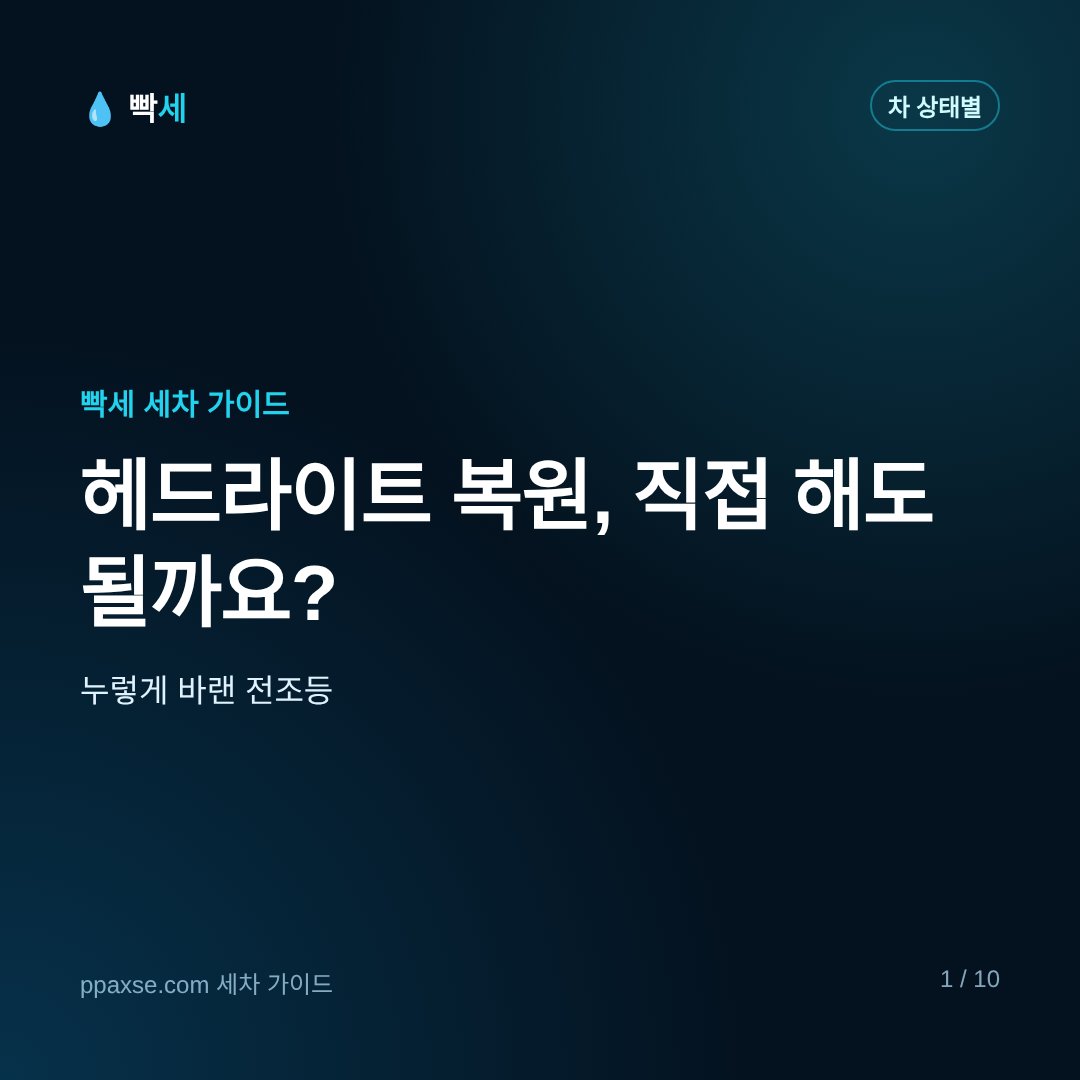 빡세
차 상태별
빡세 세차 가이드
헤드라이트 복원, 직접 해도
될까요?
누렇게 바랜 전조등
ppaxse.com 세차 가이드
1 / 10